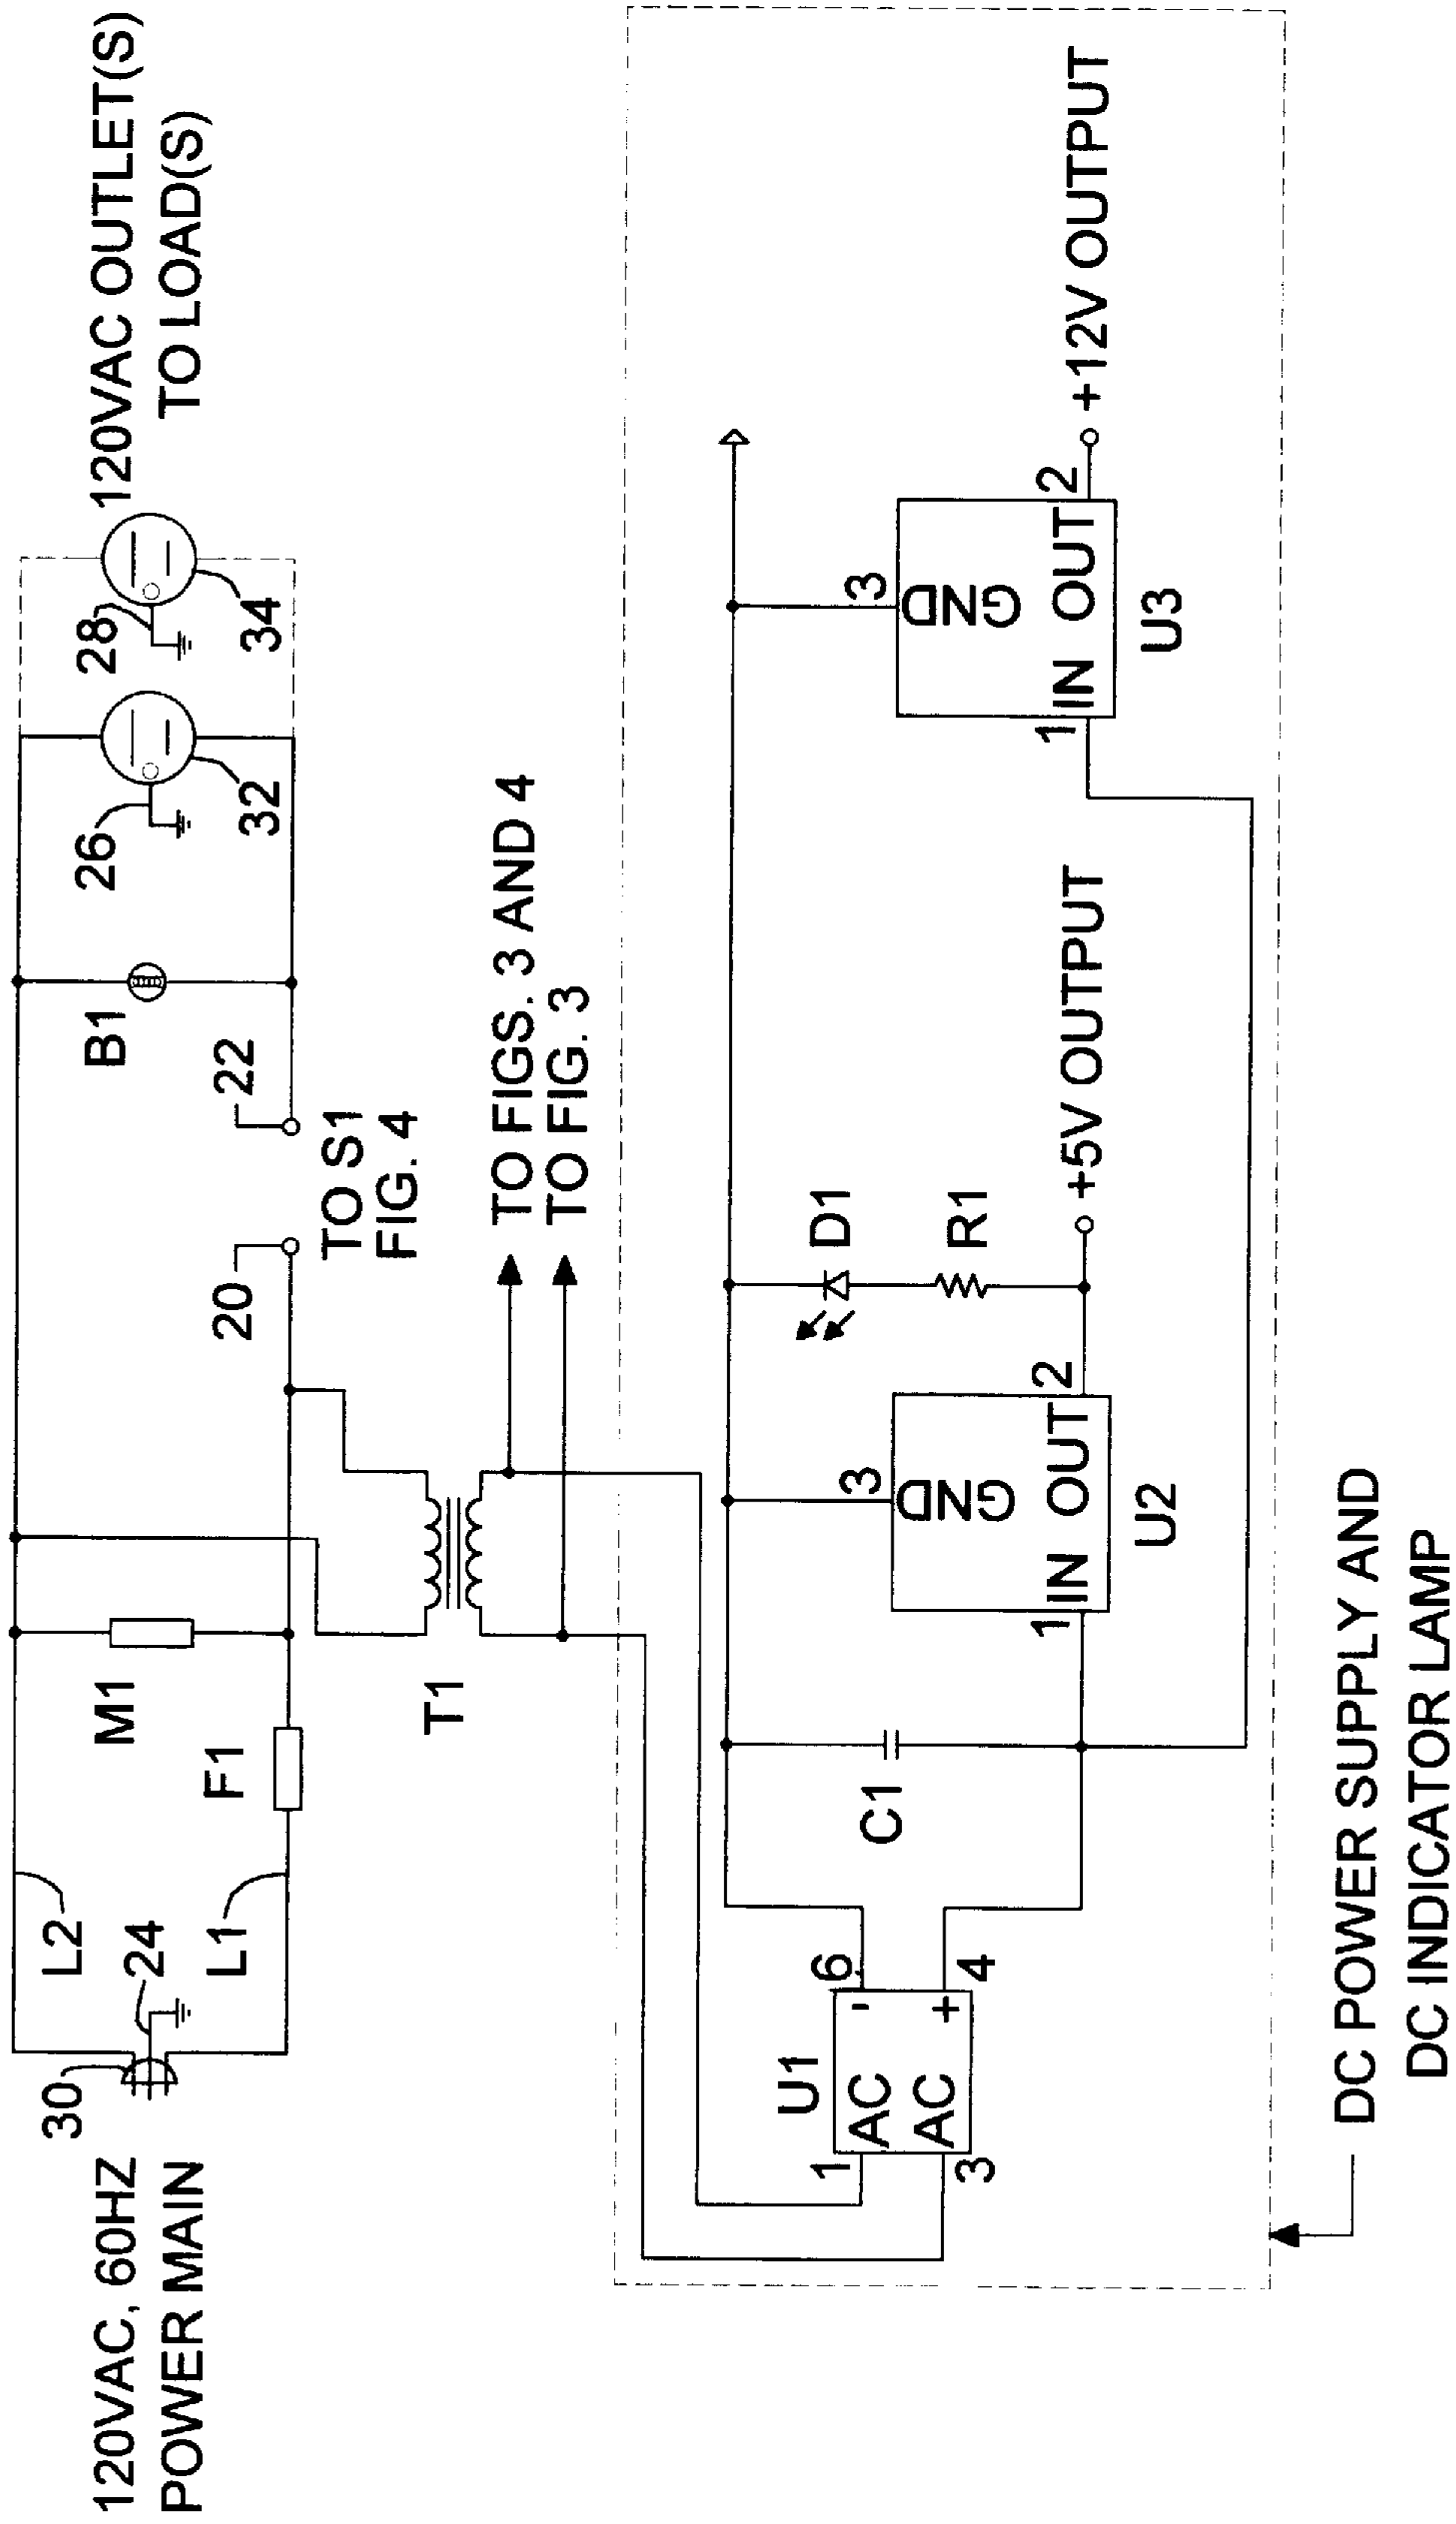 120VAC, 60HZ
POWER MAIN
30
L2
24
L1
F1
M1
T1
20
TO S1
FIG. 4
22
B1
26
32
28
34
120VAC OUTLET(S)
TO LOAD(S)
TO FIGS. 3 AND 4
TO FIG. 3
U1
1
AC
AC
3
-
6
+
4
C1
1
IN
OUT
2
GND
3
U2
D1
R1
+5V OUTPUT
1
IN
OUT
2
GND
3
U3
+12V OUTPUT
DC POWER SUPPLY AND
DC INDICATOR LAMP